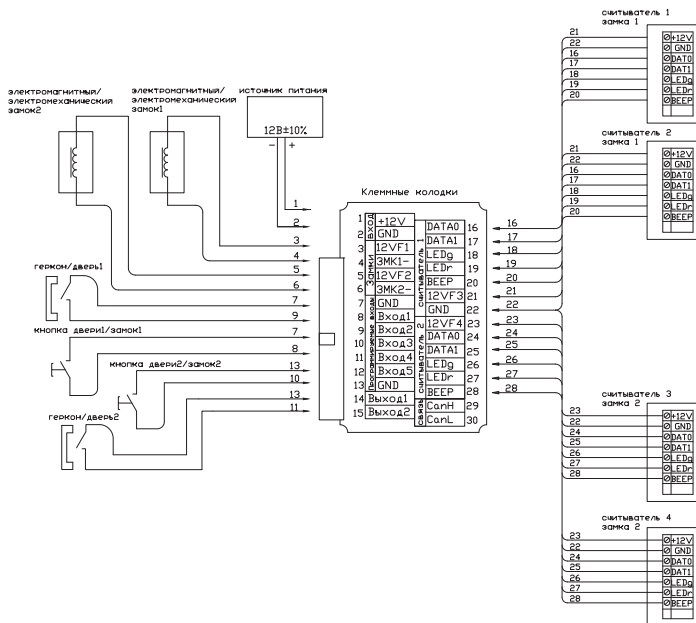 считыватель 1
замка 1
21
22
16
17
18
19
20
+12V
GND
DAT0
DAT1
LEDg
LEDr
BEEP
считыватель 2
замка 1
21
22
16
17
18
19
20
+12V
GND
DAT0
DAT1
LEDg
LEDr
BEEP
электромагнитный/
электромеханический
замок2
электромагнитный/
электромеханический
замок1
источник питания
12В±10%
- +
1
2
3
4
5
6
геркон/дверь1
7
9
кнопка двери1/замок1
7
8
кнопка двери2/замок2
13
10
геркон/дверь2
13
11
Клеммные колодки
вход
1 +12V
2 GND
Замки
3 12VF1
4 ЗМК1-
5 12VF2
6 ЗМК2-
Программируемые входы
7 GND
8 Вход1
9 Вход2
10 Вход3
11 Вход4
12 Вход5
13 GND
14 Выход1
15 Выход2
считыватель 1
DATA0 16
DATA1 17
LEDg 18
LEDr 19
BEEP 20
12VF3 21
GND 22
считыватель 2
12VF4 23
DATA0 24
DATA1 25
LEDg 26
LEDr 27
BEEP 28
связь
CanH 29
CanL 30
16
17
18
19
20
21
22
23
24
25
26
27
28
считыватель 3
замка 2
23
22
24
25
26
27
28
+12V
GND
DAT0
DAT1
LEDg
LEDr
BEEP
считыватель 4
замка 2
23
22
24
25
26
27
28
+12V
GND
DAT0
DAT1
LEDg
LEDr
BEEP